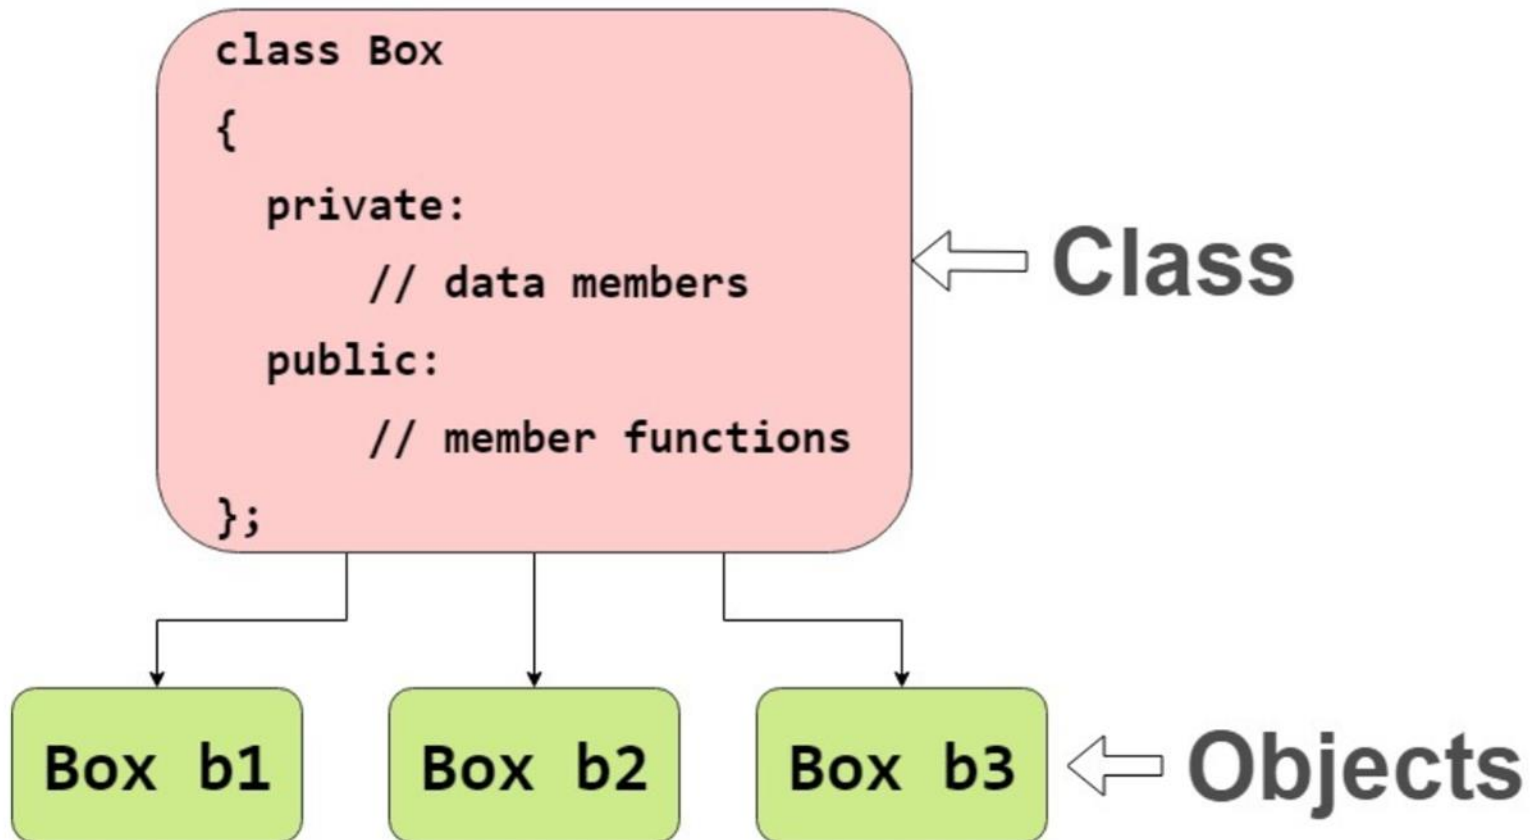 class Box
{
private:
// data members
public:
// member functions
};
Class
Box b1
Box b2
Box b3
Objects